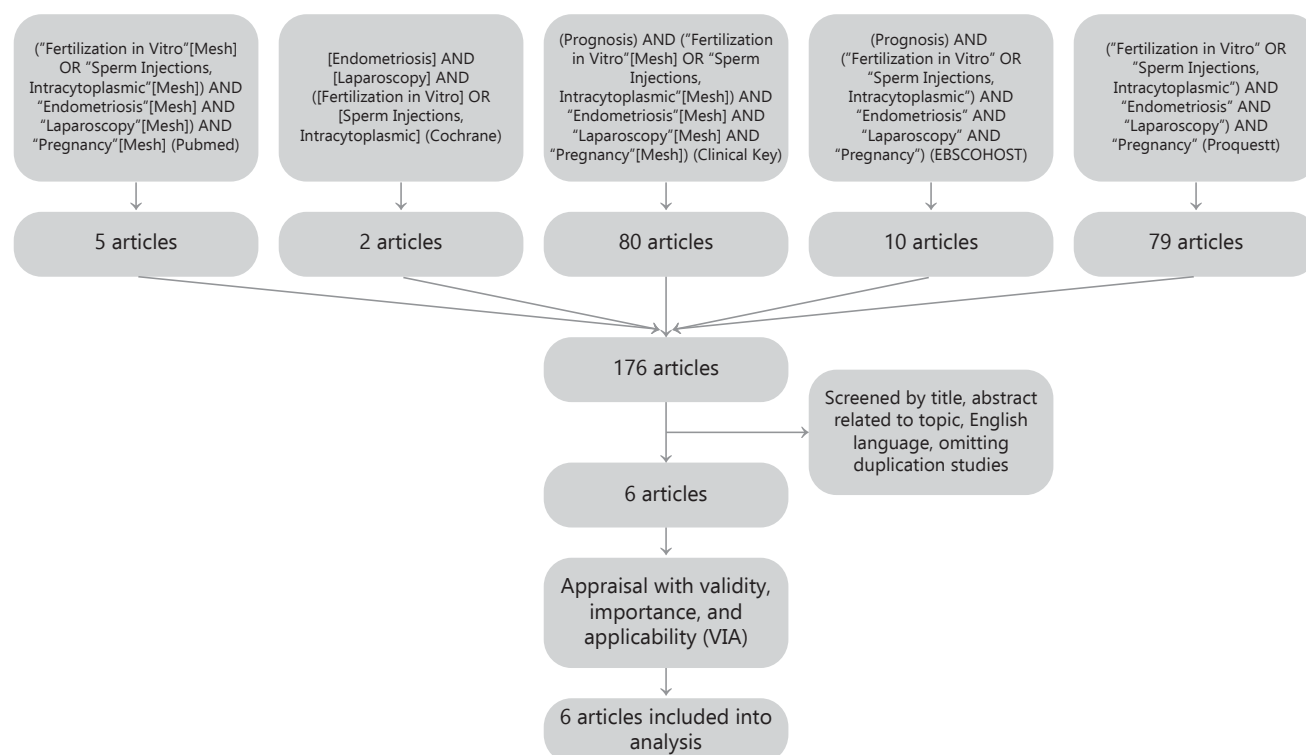 (“Fertilization in Vitro”[Mesh]
OR “Sperm Injections,
Intracytoplasmic”[Mesh]) AND
“Endometriosis”[Mesh] AND
“Laparoscopy”[Mesh]) AND
“Pregnancy”[Mesh] (Pubmed)
[Endometriosis] AND
[Laparoscopy] AND
([Fertilization in Vitro] OR
[Sperm Injections,
Intracytoplasmic] (Cochrane)
(Prognosis) AND (“Fertilization
in Vitro”[Mesh] OR “Sperm
Injections,
Intracytoplasmic“[Mesh]) AND
“Endometriosis”[Mesh] AND
“Laparoscopy”[Mesh] AND
“Pregnancy”[Mesh]) (Clinical Key)
(Prognosis) AND
(“Fertilization in Vitro” OR
“Sperm Injections,
Intracytoplasmic“) AND
“Endometriosis” AND
“Laparoscopy” AND
“Pregnancy”) (EBSCOHOST)
(“Fertilization in Vitro” OR
“Sperm Injections,
Intracytoplasmic”) AND
“Endometriosis” AND
“Laparoscopy”) AND
“Pregnancy” (Proquestt)
5 articles
2 articles
80 articles
10 articles
79 articles
176 articles
Screened by title, abstract
related to topic, English
language, omitting
duplication studies
6 articles
Appraisal with validity,
importance, and
applicability (VIA)
6 articles included into
analysis